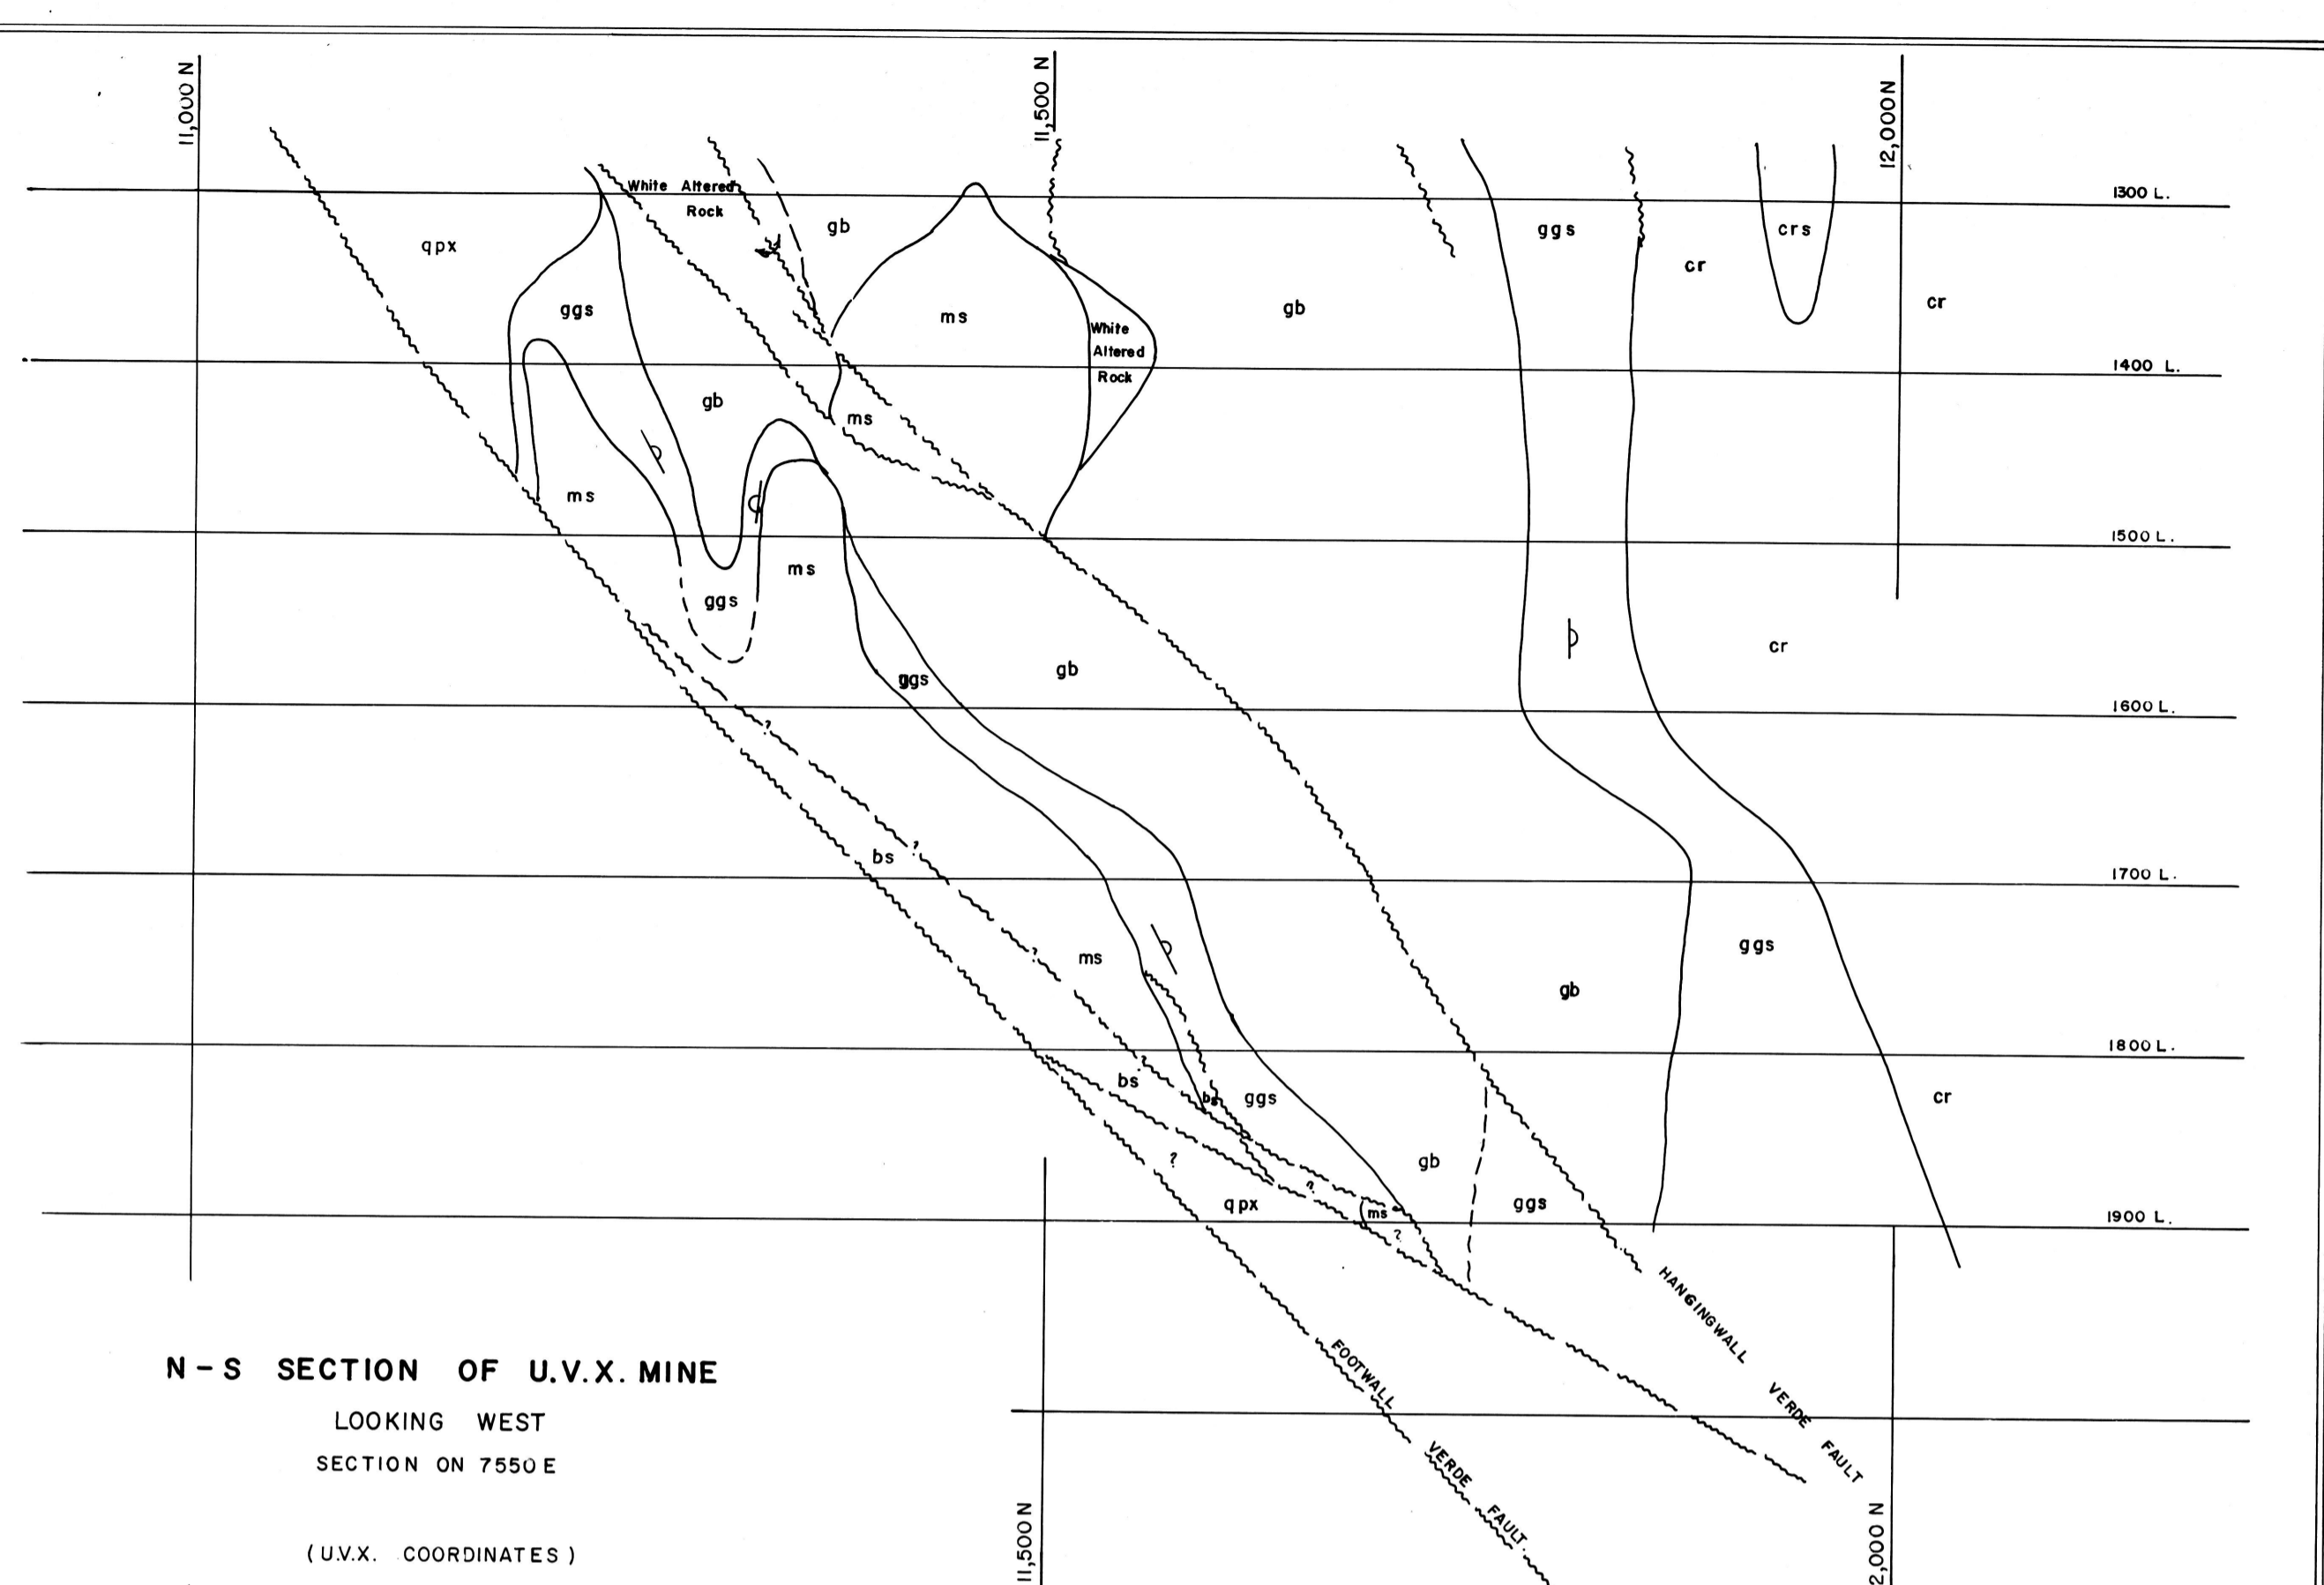 11,000 N
11,500 N
12,000N
1300 L.
White Altered
Rock
qpx
gb
ggs
crs
cr
cr
ggs
ms
gb
White
Altered
Rock
1400 L.
gb
ms
ms
1500 L.
ms
ggs
cr
gb
ggs
1600 L.
?
bs
?
1700 L.
ggs
?
ms
gb
1800 L.
?
bs
bs
ggs
cr
?
gb
qpx
?
ms
ggs
1900 L.
?
HANGINGWALL VERDE FAULT
FOOTWALL VERDE FAULT
N-S SECTION OF U.V.X. MINE
LOOKING WEST
SECTION ON 7550 E
(U.V.X. COORDINATES)
11,500 N
2,000 N